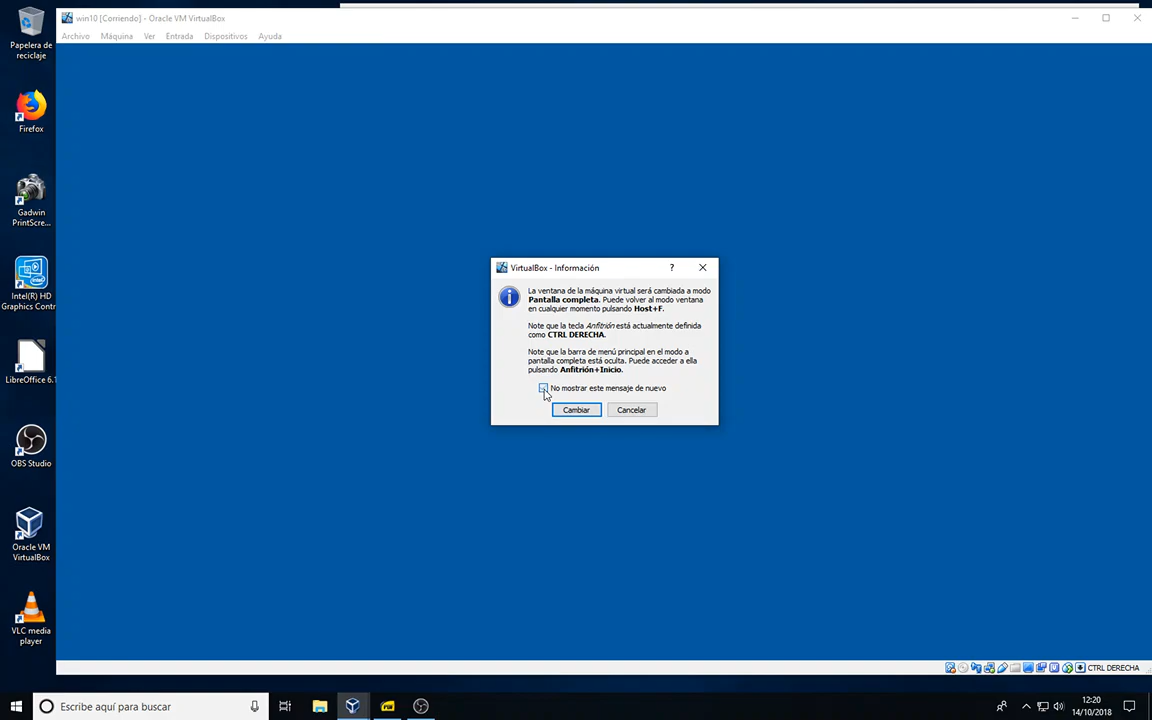 Papelera de
reciclaje
Firefox
Gadwin
PrintScre...
Intel(R) HD
Graphics Contr
LibreOffice 6.1
OBS Studio
Oracle VM
VirtualBox
VLC media
player
win10 [Corriendo] - Oracle VM VirtualBox
Archivo Máquina Ver Entrada Dispositivos Ayuda
VirtualBox - Información
?
La ventana de la máquina virtual será cambiada a modo
Pantalla completa. Puede volver al modo ventana
en cualquier momento pulsando Host+F.
Note que la tecla Anfitrión está actualmente definida
como CTRL DERECHA.
Note que la barra de menú principal en el modo a
pantalla completa está oculta. Puede acceder a ella
pulsando Anfitrión+Inicio.
No mostrar este mensaje de nuevo
Cambiar Cancelar
CTRL DERECHA
Escribe aquí para buscar
12:20
14/10/2018